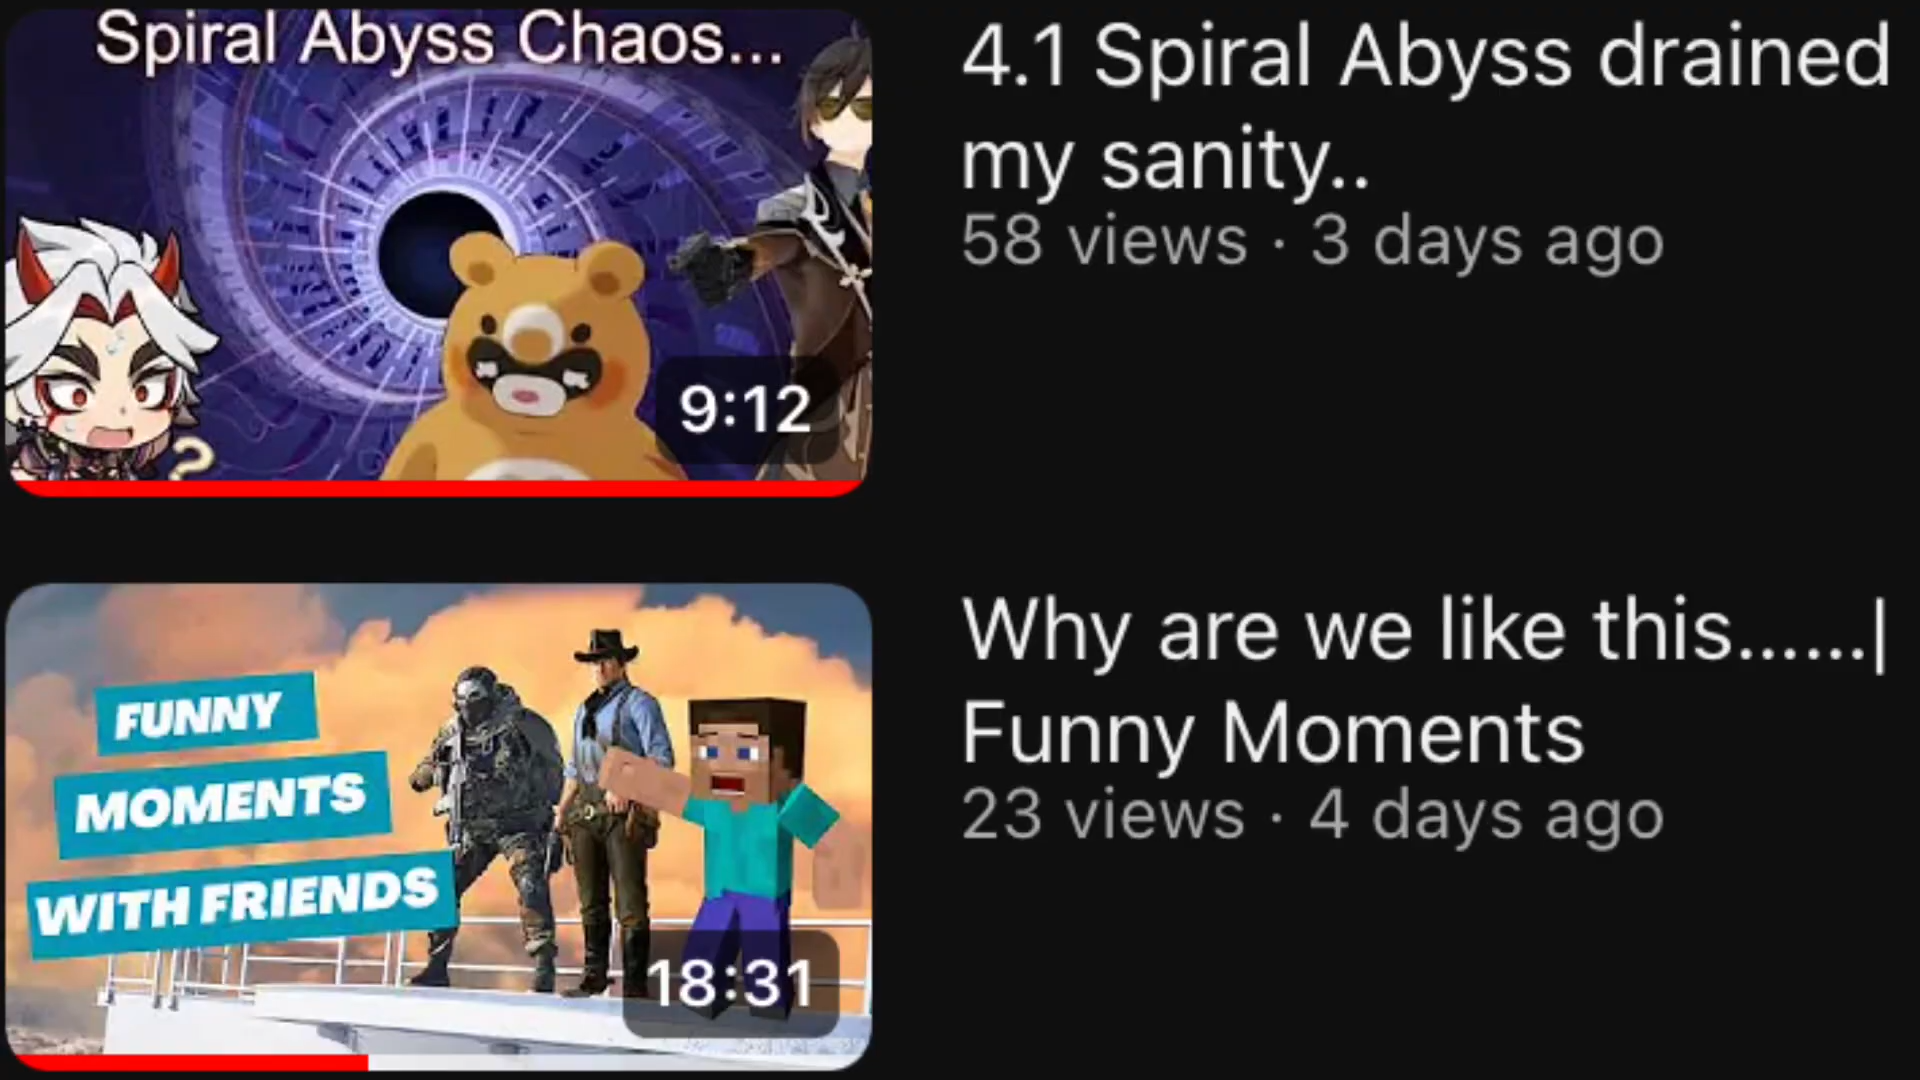 Spiral Abyss Chaos...
?
9:12
4.1 Spiral Abyss drained
my sanity..
58 views · 3 days ago
FUNNY
MOMENTS
WITH FRIENDS
18:31
Why are we like this......|
Funny Moments
23 views · 4 days ago